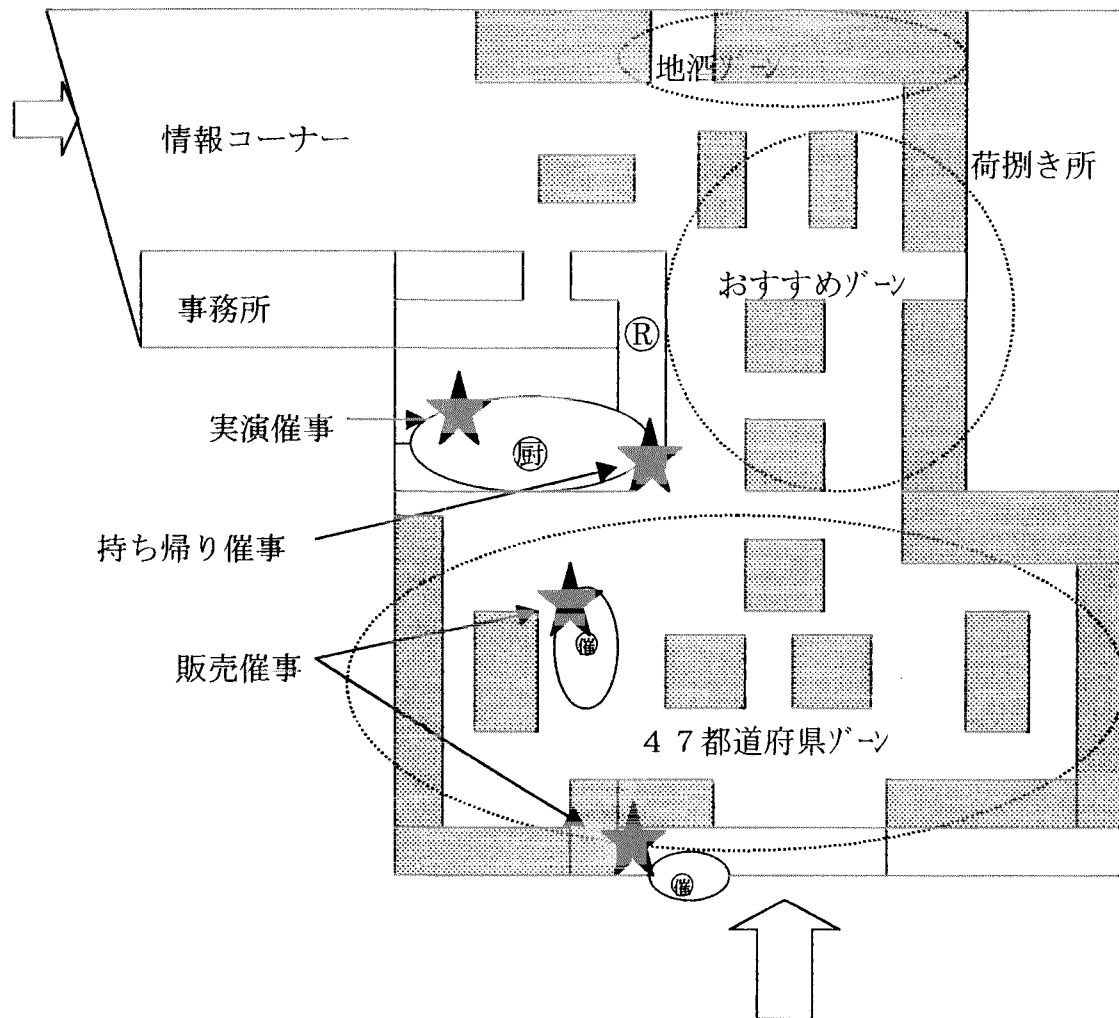 地酒ゾーン
情報コーナー
荷捌き所
おすすめゾーン
事務所
Ⓡ
実演催事
厨
持ち帰り催事
催
販売催事
４７都道府県ゾーン
催